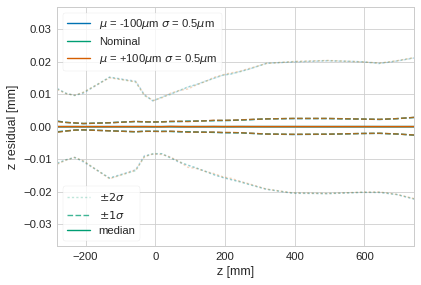 0.03
0.02
0.01
0.00
−0.01
−0.02
−0.03
z residual [mm]
μ = -100μm σ = 0.5μm
Nominal
μ = +100μm σ = 0.5μm
±2σ
±1σ
median
−200 0 200 400 600
z [mm]